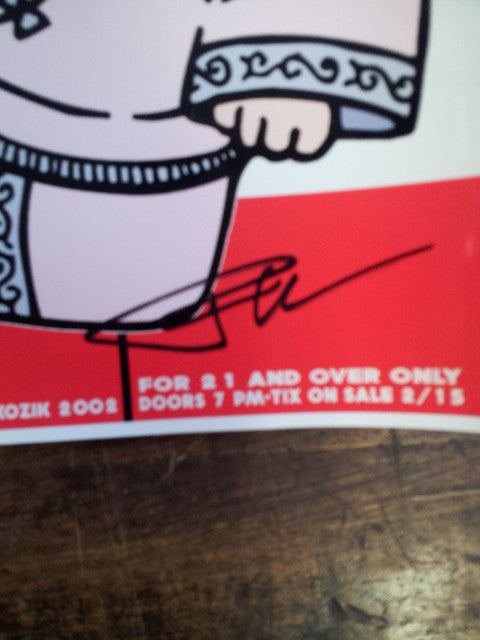 FOR 21 AND OVER ONLY
KOZIK 2002
DOORS 7 PM·TIX ON SALE 2/15